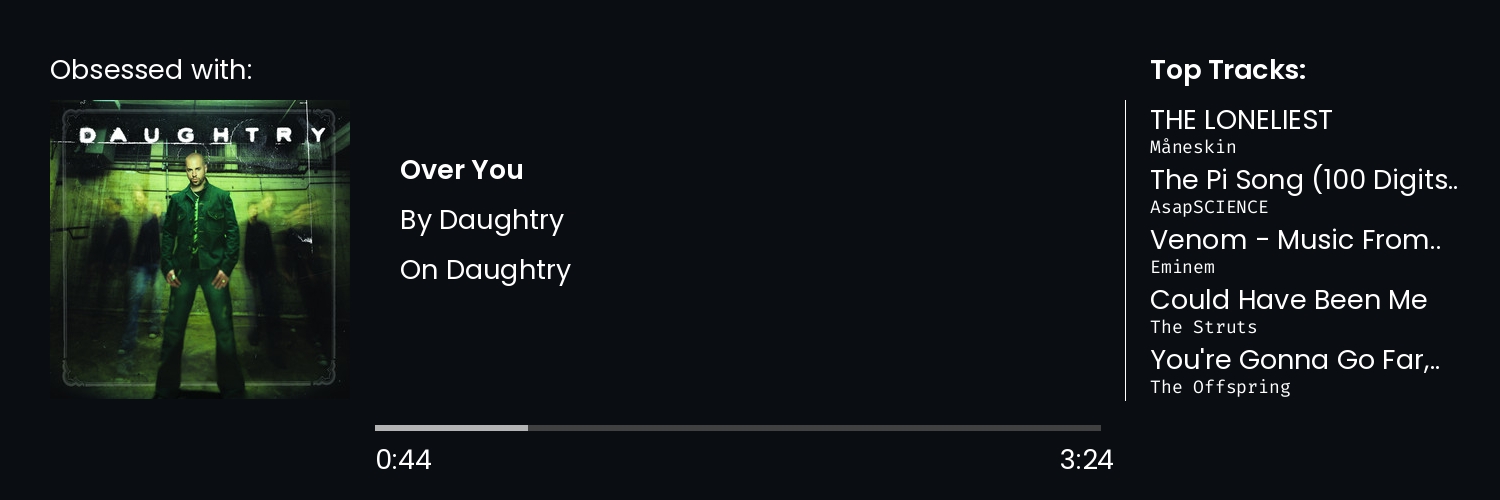 Obsessed with:
DAUGHTRY
Over You
By Daughtry
On Daughtry
0:44
3:24
Top Tracks:
THE LONELIEST
Måneskin
The Pi Song (100 Digits..
AsapSCIENCE
Venom - Music From..
Eminem
Could Have Been Me
The Struts
You're Gonna Go Far,..
The Offspring